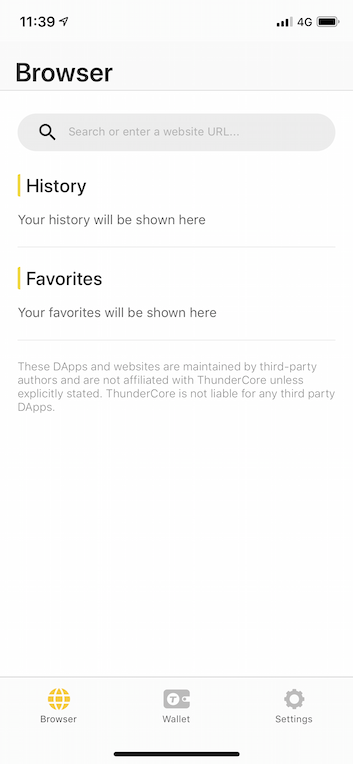 11:39
4G
Browser
Search or enter a website URL...
History
Your history will be shown here
Favorites
Your favorites will be shown here
These DApps and websites are maintained by third-party
authors and are not affiliated with ThunderCore unless
explicitly stated. ThunderCore is not liable for any third party
DApps.
Browser
Wallet
Settings